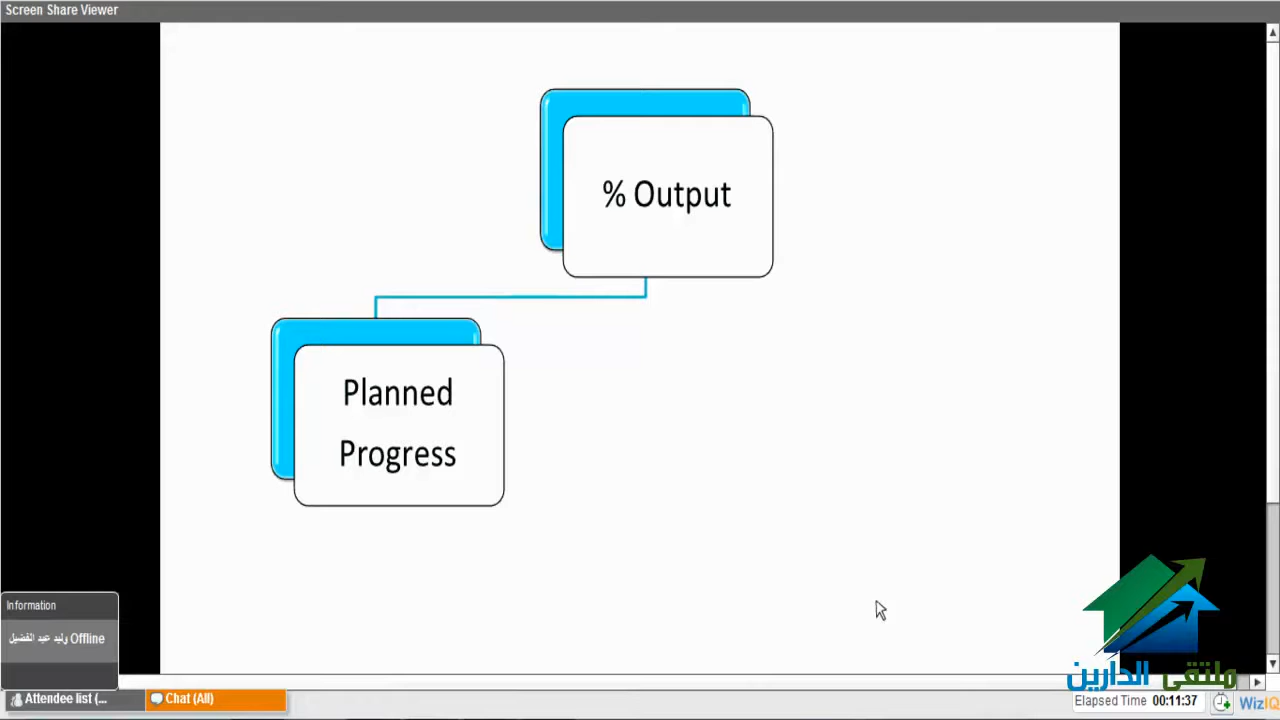 Screen Share Viewer
% Output
Planned
Progress
Information
وليد عبد الفضيل Offline
ملتقى الدارين
Attendee list (...
Chat (All)
Elapsed Time 00:11:37
WizIQ